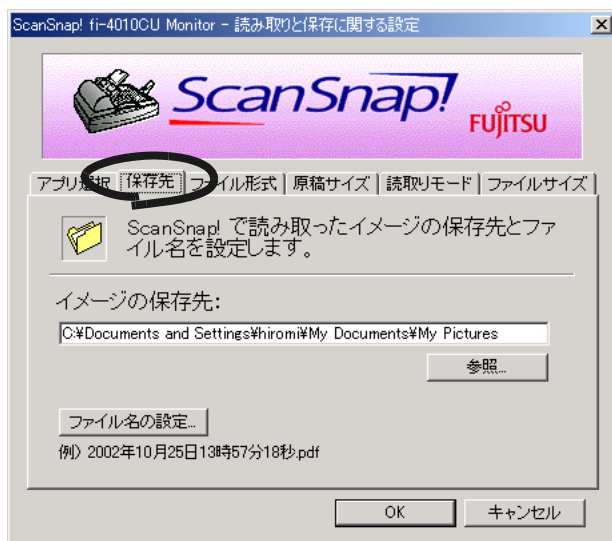 ScanSnap! fi-4010CU Monitor - 読み取りと保存に関する設定
ScanSnap!
FUJITSU
アプリ選択 保存先 ファイル形式 原稿サイズ 読取りモード ファイルサイズ
ScanSnap! で読み取ったイメージの保存先とファ
イル名を設定します。
イメージの保存先:
C:¥Documents and Settings¥hiromi¥My Documents¥My Pictures
参照...
ファイル名の設定...
例) 2002年10月25日13時57分18秒.pdf
OK キャンセル